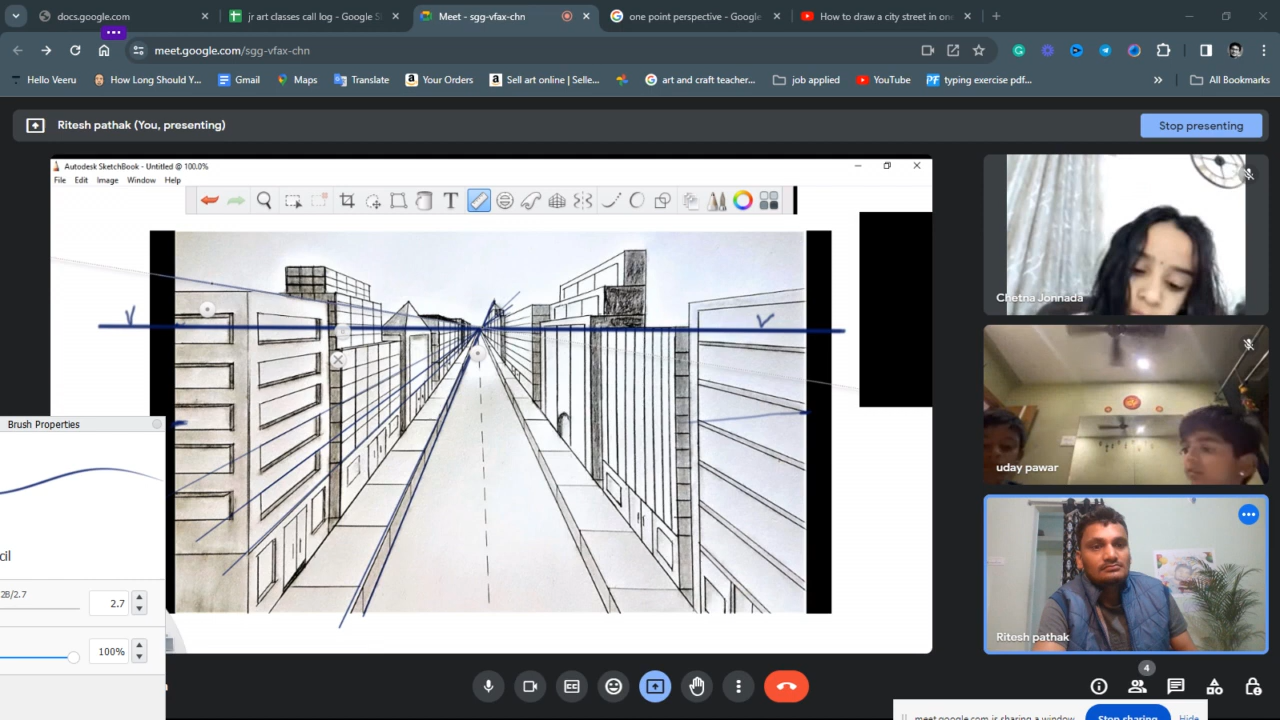 docs.google.com
jr art classes call log - Google S
Meet - sgg-vfax-chn
one point perspective - Google
How to draw a city street in one
meet.google.com/sgg-vfax-chn
Hello Veeru
How Long Should Y...
Gmail
Maps
Translate
Your Orders
Sell art online | Selle...
art and craft teacher...
job applied
YouTube
typing exercise pdf...
All Bookmarks
Ritesh pathak (You, presenting)
Stop presenting
Autodesk SketchBook - Untitled @ 100.0%
File Edit Image Window Help
V V
Brush Properties
cil
2B/2.7
2.7
100%
Chetna Jonnada
uday pawar
Ritesh pathak
4
meet.google.com is sharing a window.
Stop sharing
Hide